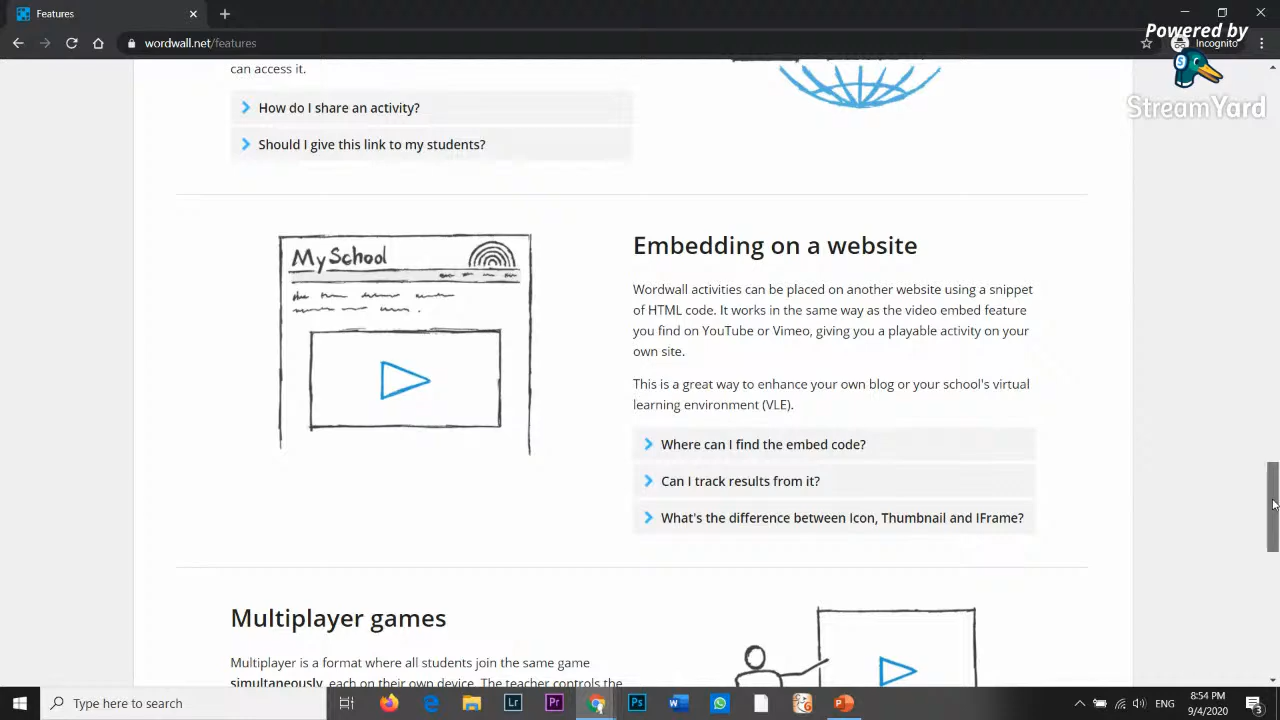 Features
wordwall.net/features
Incognito
Powered by
StreamYard
can access it.
How do I share an activity?
Should I give this link to my students?
My School
Embedding on a website
Wordwall activities can be placed on another website using a snippet
of HTML code. It works in the same way as the video embed feature
you find on YouTube or Vimeo, giving you a playable activity on your
own site.
This is a great way to enhance your own blog or your school's virtual
learning environment (VLE).
Where can I find the embed code?
Can I track results from it?
What's the difference between Icon, Thumbnail and IFrame?
Multiplayer games
Multiplayer is a format where all students join the same game
simultaneously, each on their own device. The teacher controls the
Type here to search
ENG
8:54 PM
9/4/2020
3